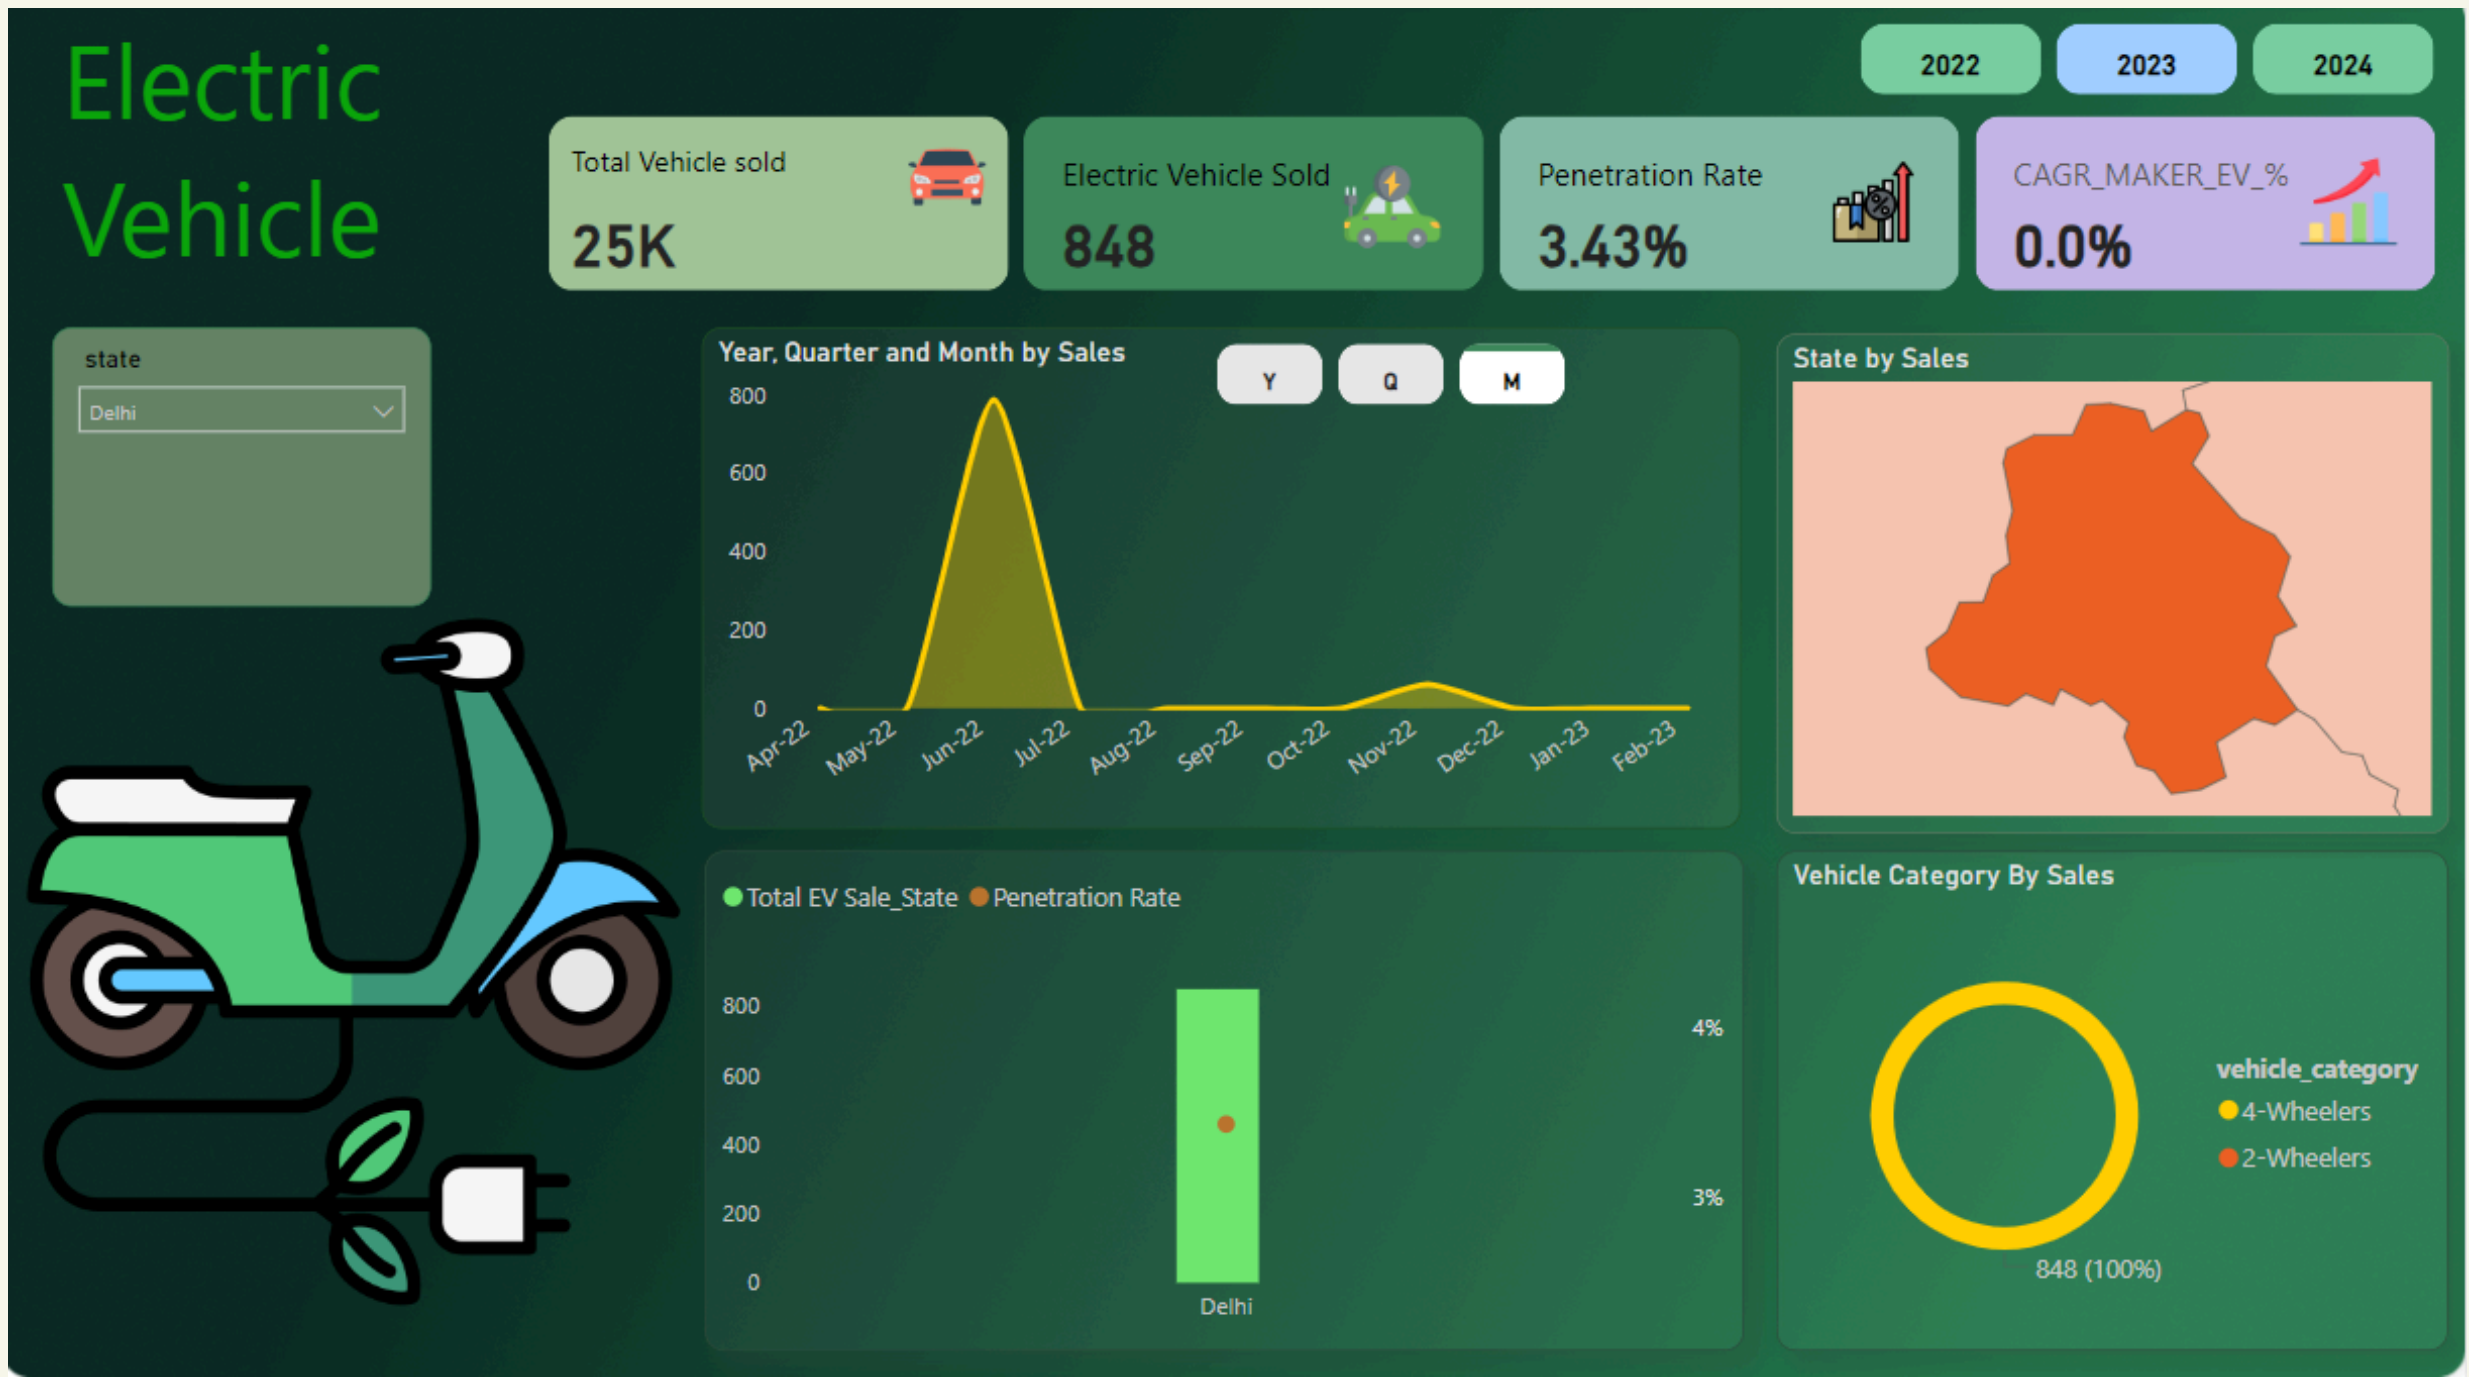 Electric
Vehicle
2022
2023
2024
Total Vehicle sold
25K
Electric Vehicle Sold
848
Penetration Rate
3.43%
CAGR_MAKER_EV_%
0.0%
state
Delhi
Year, Quarter and Month by Sales
Y
Q
M
800
600
400
200
0
Apr-22
May-22
Jun-22
Jul-22
Aug-22
Sep-22
Oct-22
Nov-22
Dec-22
Jan-23
Feb-23
State by Sales
Total EV Sale_State
Penetration Rate
800
600
400
200
0
4%
3%
Delhi
Vehicle Category By Sales
vehicle_category
4-Wheelers
2-Wheelers
848 (100%)